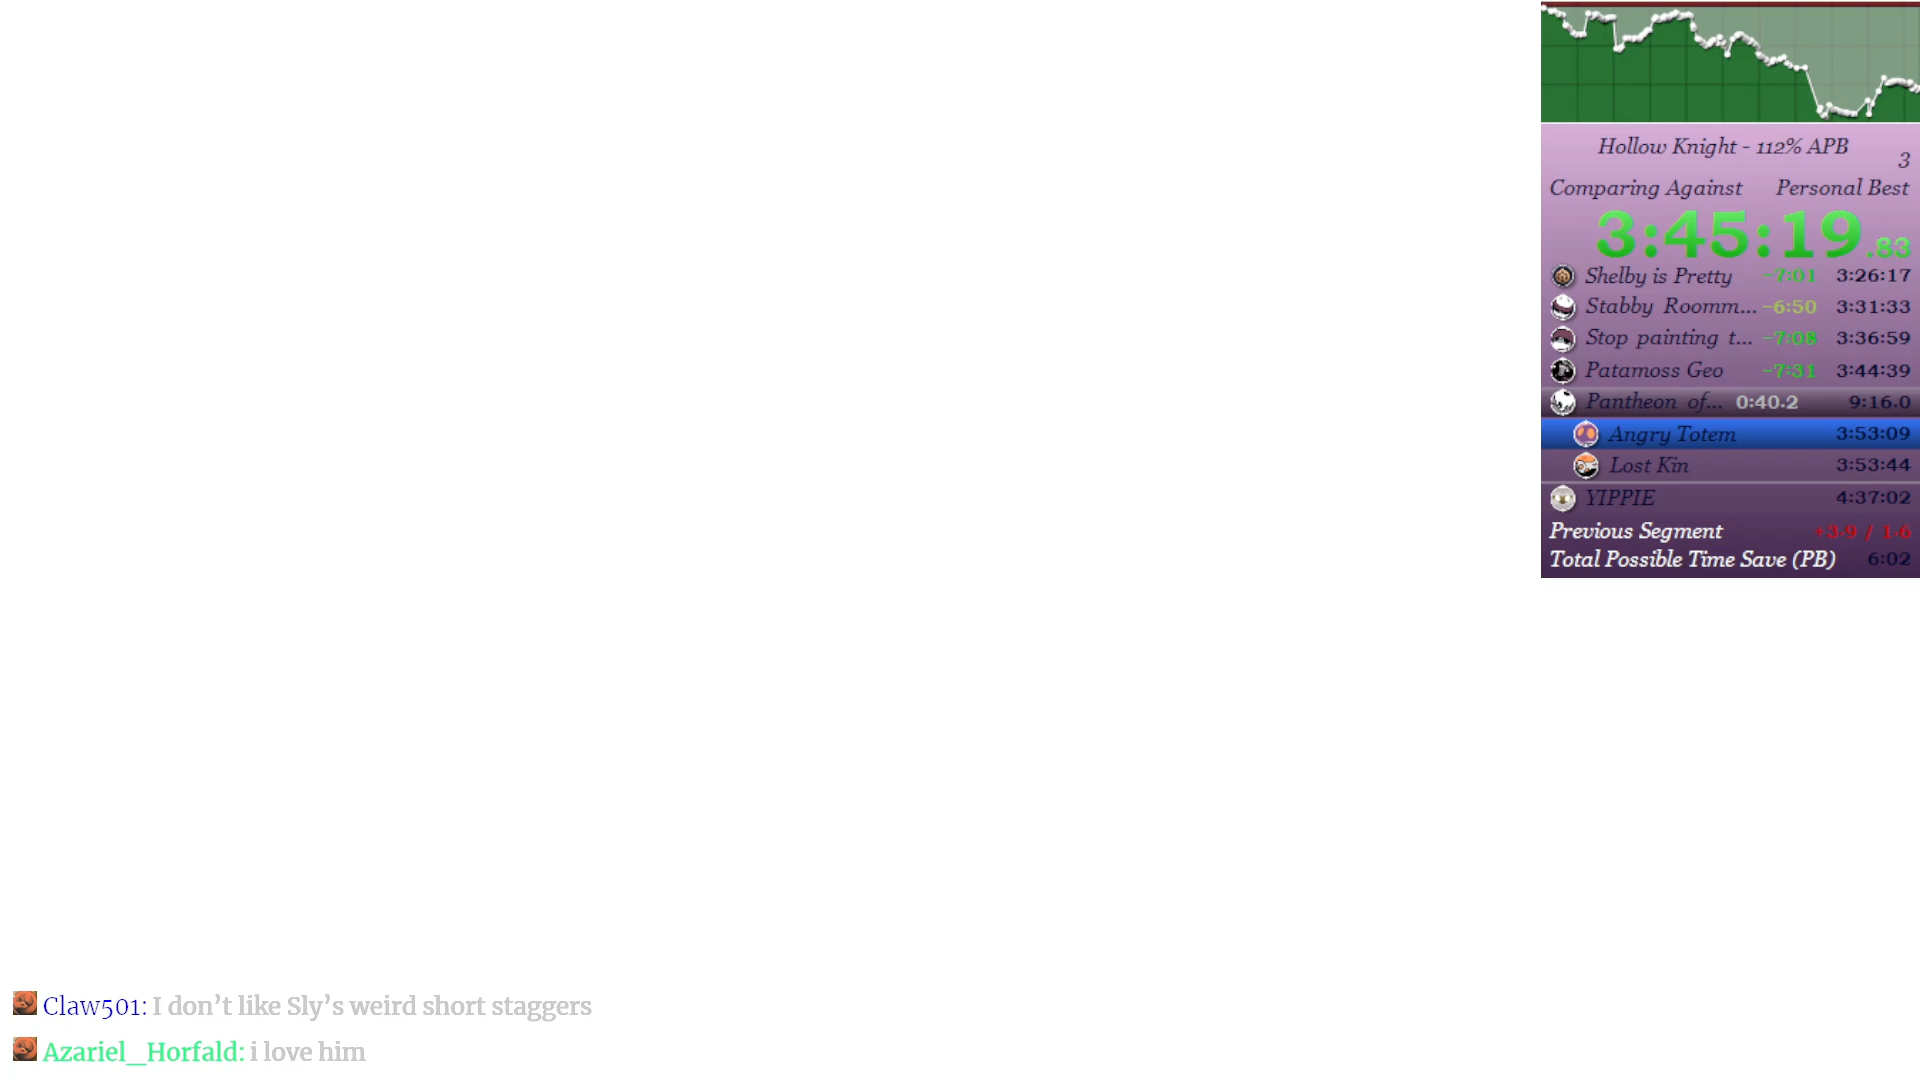 Hollow Knight - 112% APB
3
Comparing Against Personal Best
3:45:19.83
Shelby is Pretty -7:01 3:26:17
Stabby Roomm... -6:50 3:31:33
Stop painting t... -7:08 3:36:59
Patamoss Geo -7:31 3:44:39
Pantheon of... 0:40.2 9:16.0
Angry Totem 3:53:09
Lost Kin 3:53:44
YIPPIE 4:37:02
Previous Segment +3.9 / 1.6
Total Possible Time Save (PB) 6:02
Claw501: I don’t like Sly’s weird short staggers
Azariel_Horfald: i love him